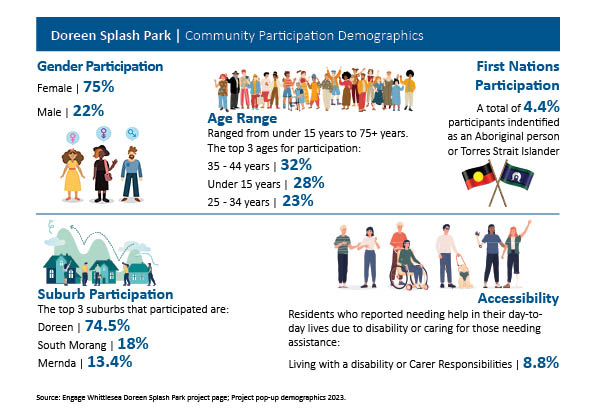 Doreen Splash Park | Community Participation Demographics
Gender Participation
Female | 75%
Male | 22%
Age Range
Ranged from under 15 years to 75+ years.
The top 3 ages for participation:
35 - 44 years | 32%
Under 15 years | 28%
25 - 34 years | 23%
First Nations
Participation
A total of 4.4%
participants indentified
as an Aboriginal person
or Torres Strait Islander
Suburb Participation
The top 3 suburbs that participated are:
Doreen | 74.5%
South Morang | 18%
Mernda | 13.4%
Accessibility
Residents who reported needing help in their day-to-
day lives due to disability or caring for those needing
assistance:
Living with a disability or Carer Responsibilities | 8.8%
Source: Engage Whittlesea Doreen Splash Park project page; Project pop-up demographics 2023.